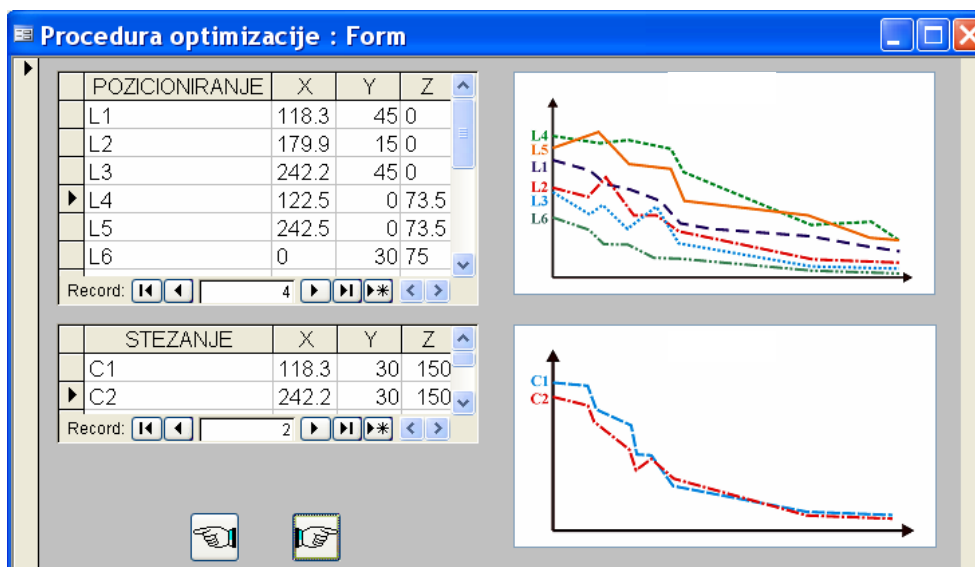 Procedura optimizacije : Form
POZICIONIRANJE X Y Z
L1 118.3 45 0
L2 179.9 15 0
L3 242.2 45 0
L4 122.5 0 73.5
L5 242.5 0 73.5
L6 0 30 75
Record: 4
L4
L5
L1
L2
L3
L6
STEZANJE X Y Z
C1 118.3 30 150
C2 242.2 30 150
Record: 2
C1
C2